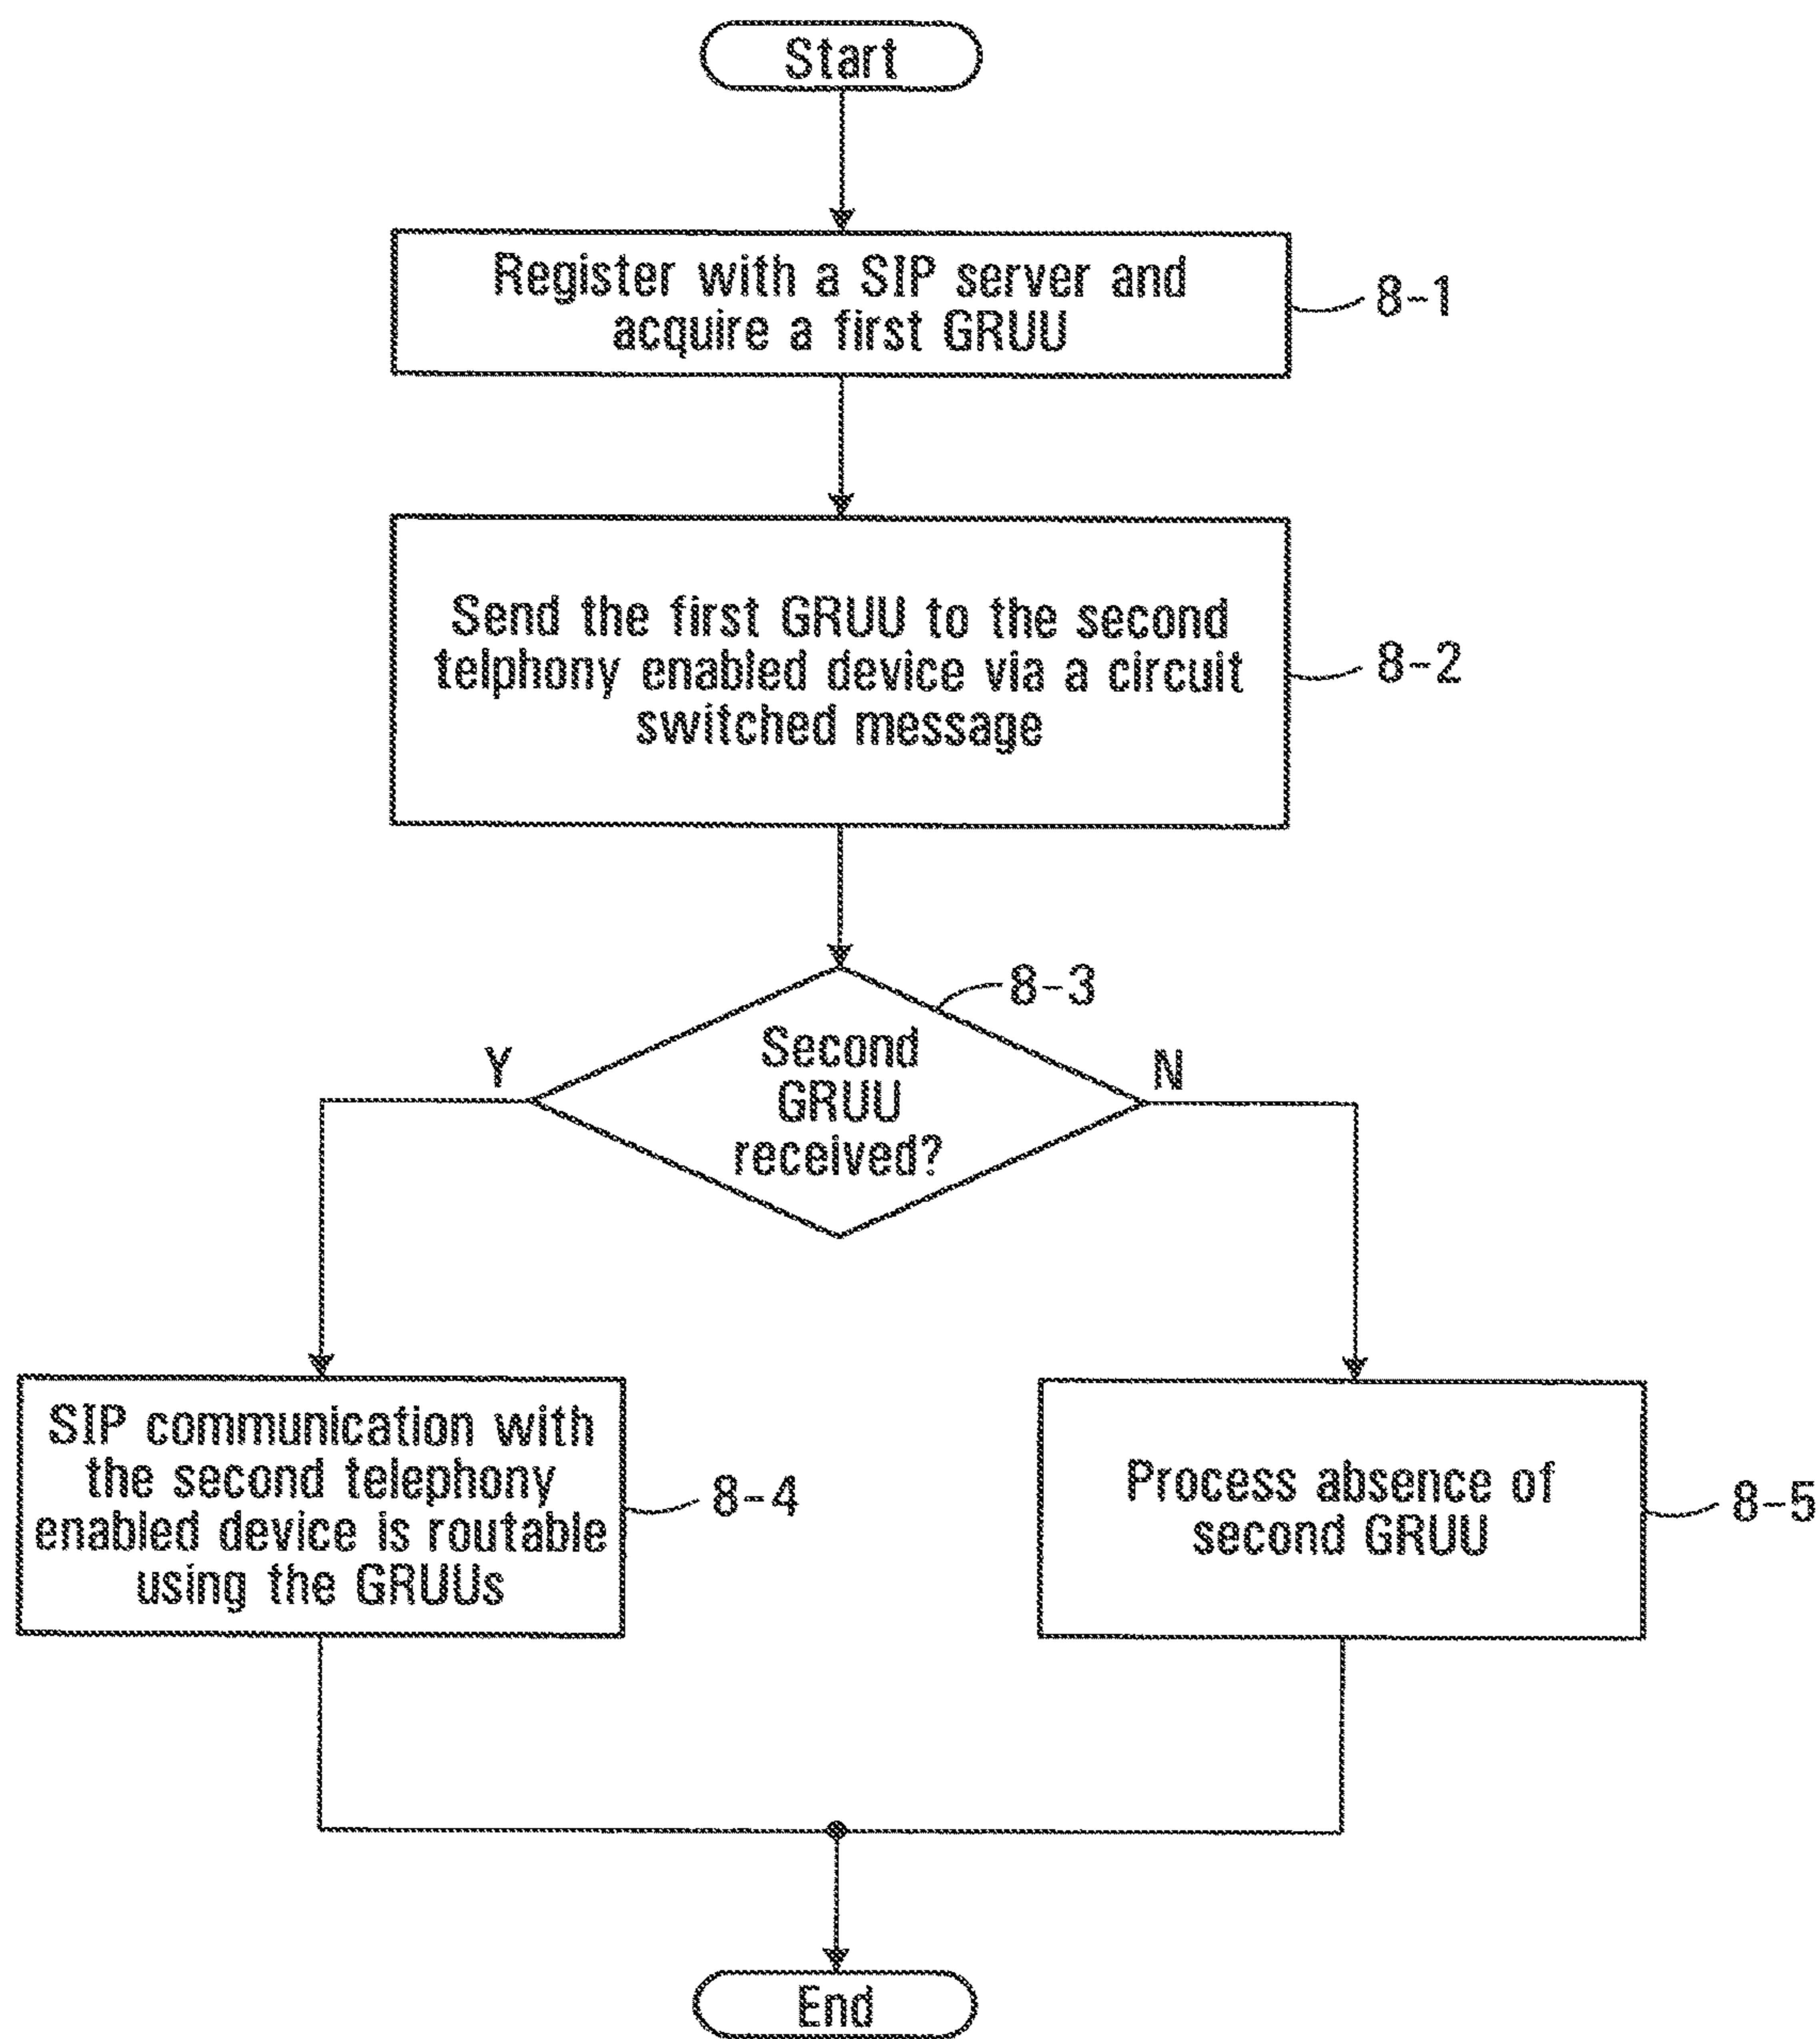 Start
Register with a SIP server and
acquire a first GRUU
8-1
Send the first GRUU to the second
telphony enabled device via a circuit
switched message
8-2
8-3
Second
GRUU
received?
Y
N
SIP communication with
the second telephony
enabled device is routable
using the GRUUs
8-4
Process absence of
second GRUU
8-5
End